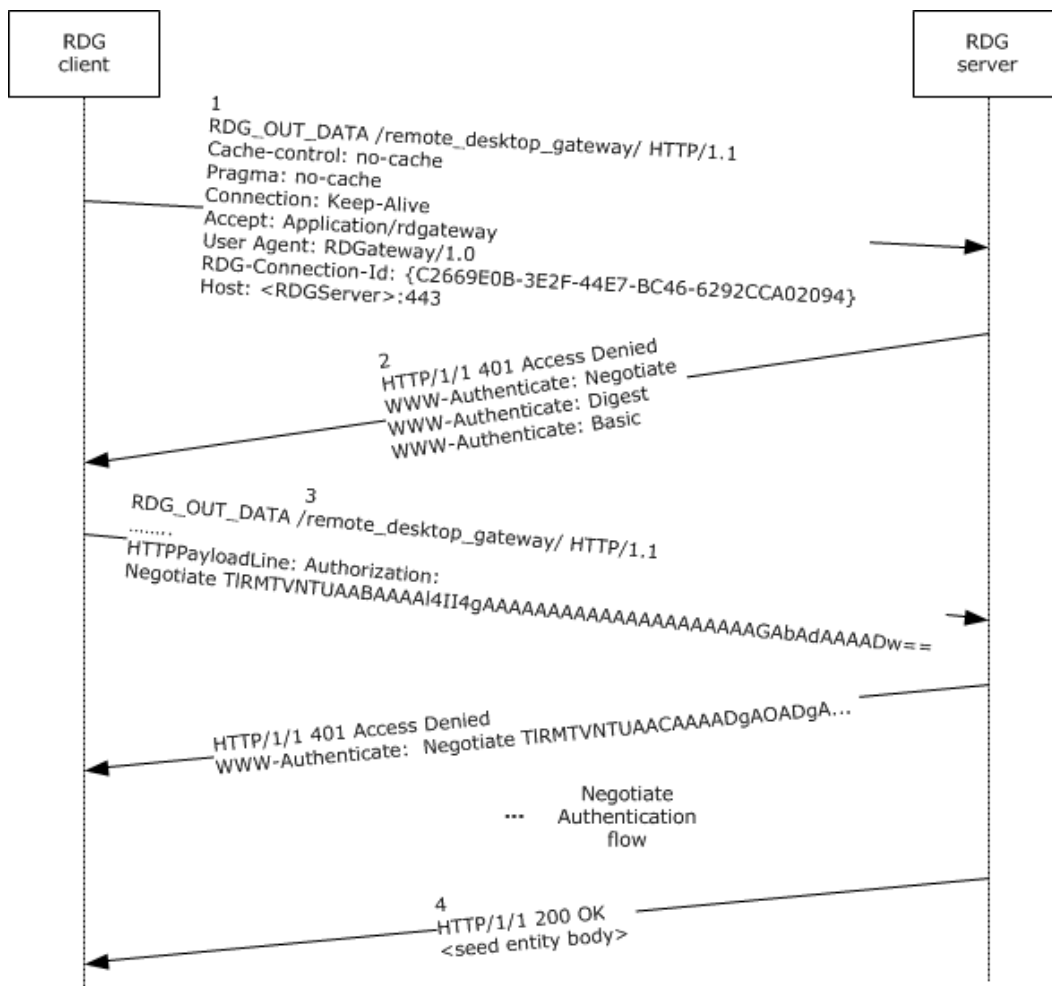 RDG
client
RDG
server
1
RDG_OUT_DATA /remote_desktop_gateway/ HTTP/1.1
Cache-control: no-cache
Pragma: no-cache
Connection: Keep-Alive
Accept: Application/rdgateway
User Agent: RDGateway/1.0
RDG-Connection-Id: {C2669E0B-3E2F-44E7-BC46-6292CCA02094}
Host: <RDGServer>:443
2
HTTP/1/1 401 Access Denied
WWW-Authenticate: Negotiate
WWW-Authenticate: Digest
WWW-Authenticate: Basic
3
RDG_OUT_DATA /remote_desktop_gateway/ HTTP/1.1
........
HTTPPayloadLine: Authorization:
Negotiate TlRMTVNTUAABAAAAl4II4gAAAAAAAAAAAAAAAAAAAAAGAbAdAAAADw==
HTTP/1/1 401 Access Denied
WWW-Authenticate: Negotiate TlRMTVNTUAACAAAADgAOADgA...
... Negotiate
Authentication
flow
4
HTTP/1/1 200 OK
<seed entity body>